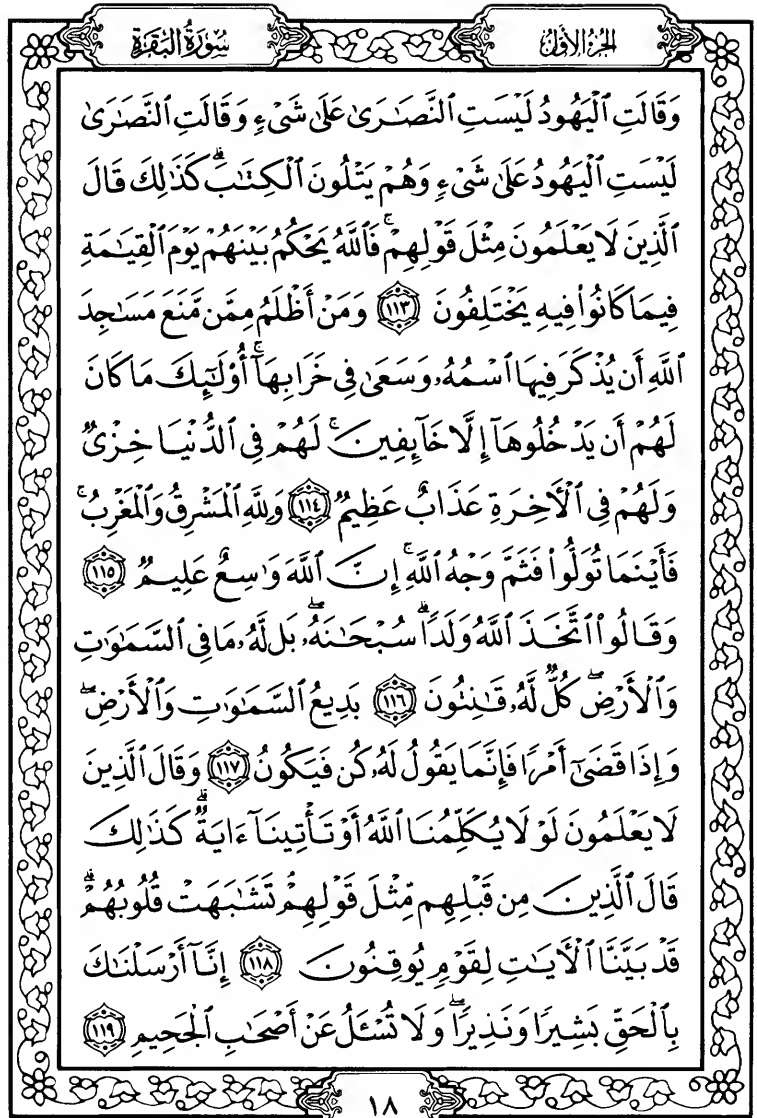 سُورَةُ البَقَرَةِ الجُزءُ الأَوَّلُ
وَقَالَتِ ٱلْيَهُودُ لَيْسَتِ ٱلنَّصَـٰرَىٰ عَلَىٰ شَىْءٍ وَقَالَتِ ٱلنَّصَـٰرَىٰ
لَيْسَتِ ٱلْيَهُودُ عَلَىٰ شَىْءٍ وَهُمْ يَتْلُونَ ٱلْكِتَـٰبَ ۗ كَذَٰلِكَ قَالَ
ٱلَّذِينَ لَا يَعْلَمُونَ مِثْلَ قَوْلِهِمْ ۚ فَٱللَّهُ يَحْكُمُ بَيْنَهُمْ يَوْمَ ٱلْقِيَـٰمَةِ
فِيمَا كَانُوا۟ فِيهِ يَخْتَلِفُونَ ١١٣ وَمَنْ أَظْلَمُ مِمَّن مَّنَعَ مَسَـٰجِدَ
ٱللَّهِ أَن يُذْكَرَ فِيهَا ٱسْمُهُۥ وَسَعَىٰ فِى خَرَابِهَآ ۚ أُو۟لَـٰٓئِكَ مَا كَانَ
لَهُمْ أَن يَدْخُلُوهَآ إِلَّا خَآئِفِينَ ۚ لَهُمْ فِى ٱلدُّنْيَا خِزْىٌ
وَلَهُمْ فِى ٱلْـَٔاخِرَةِ عَذَابٌ عَظِيمٌ ١١٤ وَلِلَّهِ ٱلْمَشْرِقُ وَٱلْمَغْرِبُ ۚ
فَأَيْنَمَا تُوَلُّوا۟ فَثَمَّ وَجْهُ ٱللَّهِ ۚ إِنَّ ٱللَّهَ وَٰسِعٌ عَلِيمٌ ١١٥
وَقَالُوا۟ ٱتَّخَذَ ٱللَّهُ وَلَدًا ۗ سُبْحَـٰنَهُۥ ۖ بَل لَّهُۥ مَا فِى ٱلسَّمَـٰوَٰتِ
وَٱلْأَرْضِ ۖ كُلٌّ لَّهُۥ قَـٰنِتُونَ ١١٦ بَدِيعُ ٱلسَّمَـٰوَٰتِ وَٱلْأَرْضِ ۖ
وَإِذَا قَضَىٰٓ أَمْرًا فَإِنَّمَا يَقُولُ لَهُۥ كُن فَيَكُونُ ١١٧ وَقَالَ ٱلَّذِينَ
لَا يَعْلَمُونَ لَوْلَا يُكَلِّمُنَا ٱللَّهُ أَوْ تَأْتِينَآ ءَايَةٌ ۗ كَذَٰلِكَ
قَالَ ٱلَّذِينَ مِن قَبْلِهِم مِّثْلَ قَوْلِهِمْ ۘ تَشَـٰبَهَتْ قُلُوبُهُمْ ۗ
قَدْ بَيَّنَّا ٱلْـَٔايَـٰتِ لِقَوْمٍ يُوقِنُونَ ١١٨ إِنَّآ أَرْسَلْنَـٰكَ
بِٱلْحَقِّ بَشِيرًا وَنَذِيرًا ۖ وَلَا تُسْـَٔلُ عَنْ أَصْحَـٰبِ ٱلْجَحِيمِ ١١٩
١٨